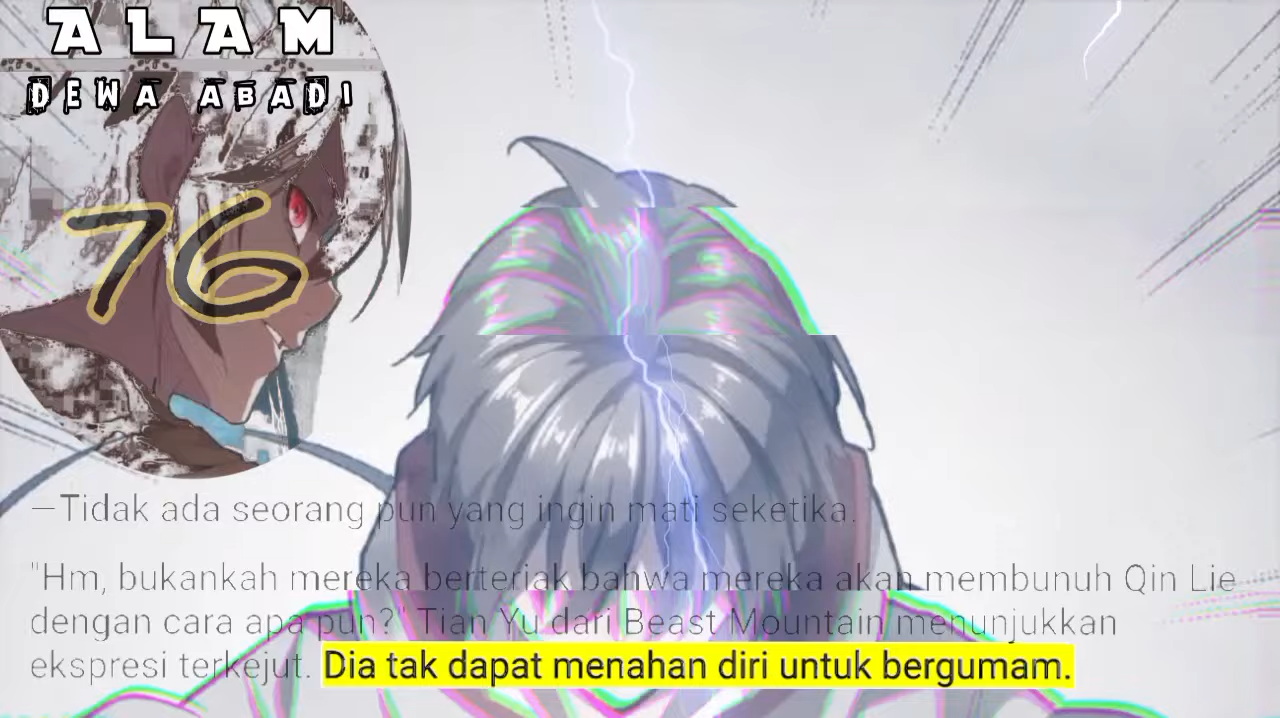 ALAM
DEWA ABADI
76
—Tidak ada seorang pun yang ingin mati seketika.
"Hm, bukankah mereka berteriak bahwa mereka akan membunuh Qin Lie
dengan cara apa pun?" Tian Yu dari Beast Mountain menunjukkan
ekspresi terkejut. Dia tak dapat menahan diri untuk bergumam.